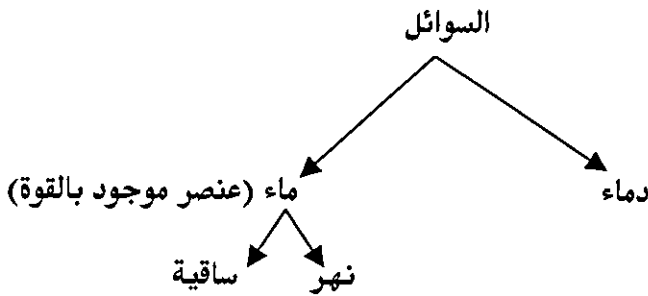 السوائل
دماء
ماء (عنصر موجود بالقوة)
نهر
ساقية